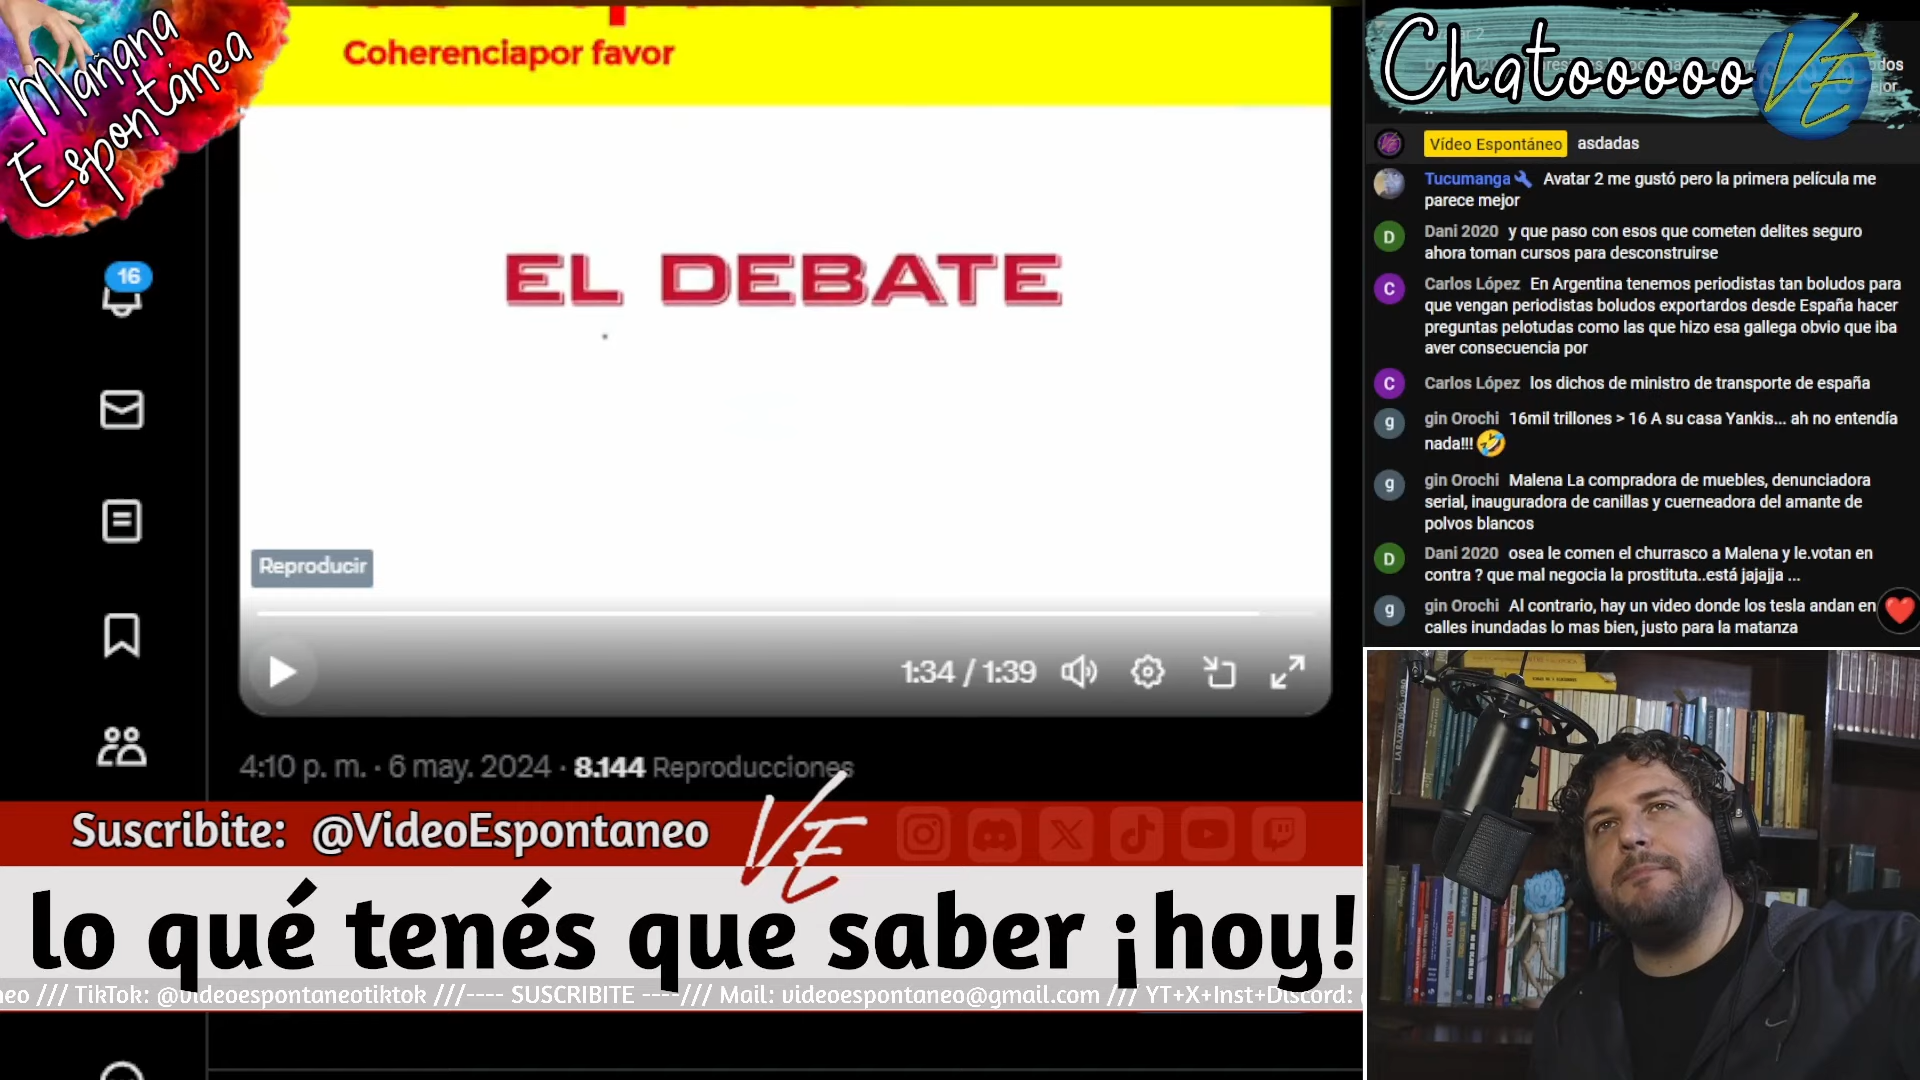 Mañana
Espontánea
Coherenciapor favor
EL DEBATE
16
Reproducir
1:34 / 1:39
4:10 p. m. · 6 may. 2024 · 8.144 Reproducciones
Suscribite: @VideoEspontaneo
VE
lo qué tenés que saber ¡hoy!
eo /// TikTok: @videoespontaneotiktok ///---- SUSCRIBITE ----/// Mail: videoespontaneo@gmail.com /// YT+X+Inst+Discord:
Chatooooo VE
Vídeo Espontáneo asdadas
Tucumanga Avatar 2 me gustó pero la primera película me
parece mejor
D
Dani 2020 y que paso con esos que cometen delites seguro
ahora toman cursos para desconstruirse
C
Carlos López En Argentina tenemos periodistas tan boludos para
que vengan periodistas boludos exportardos desde España hacer
preguntas pelotudas como las que hizo esa gallega obvio que iba
aver consecuencia por
C
Carlos López los dichos de ministro de transporte de españa
g
gin Orochi 16mil trillones > 16 A su casa Yankis... ah no entendía
nada!!! 🤣
g
gin Orochi Malena La compradora de muebles, denunciadora
serial, inauguradora de canillas y cuerneadora del amante de
polvos blancos
D
Dani 2020 osea le comen el churrasco a Malena y le.votan en
contra ? que mal negocia la prostituta..está jajajja ...
g
gin Orochi Al contrario, hay un video donde los tesla andan en
calles inundadas lo mas bien, justo para la matanza